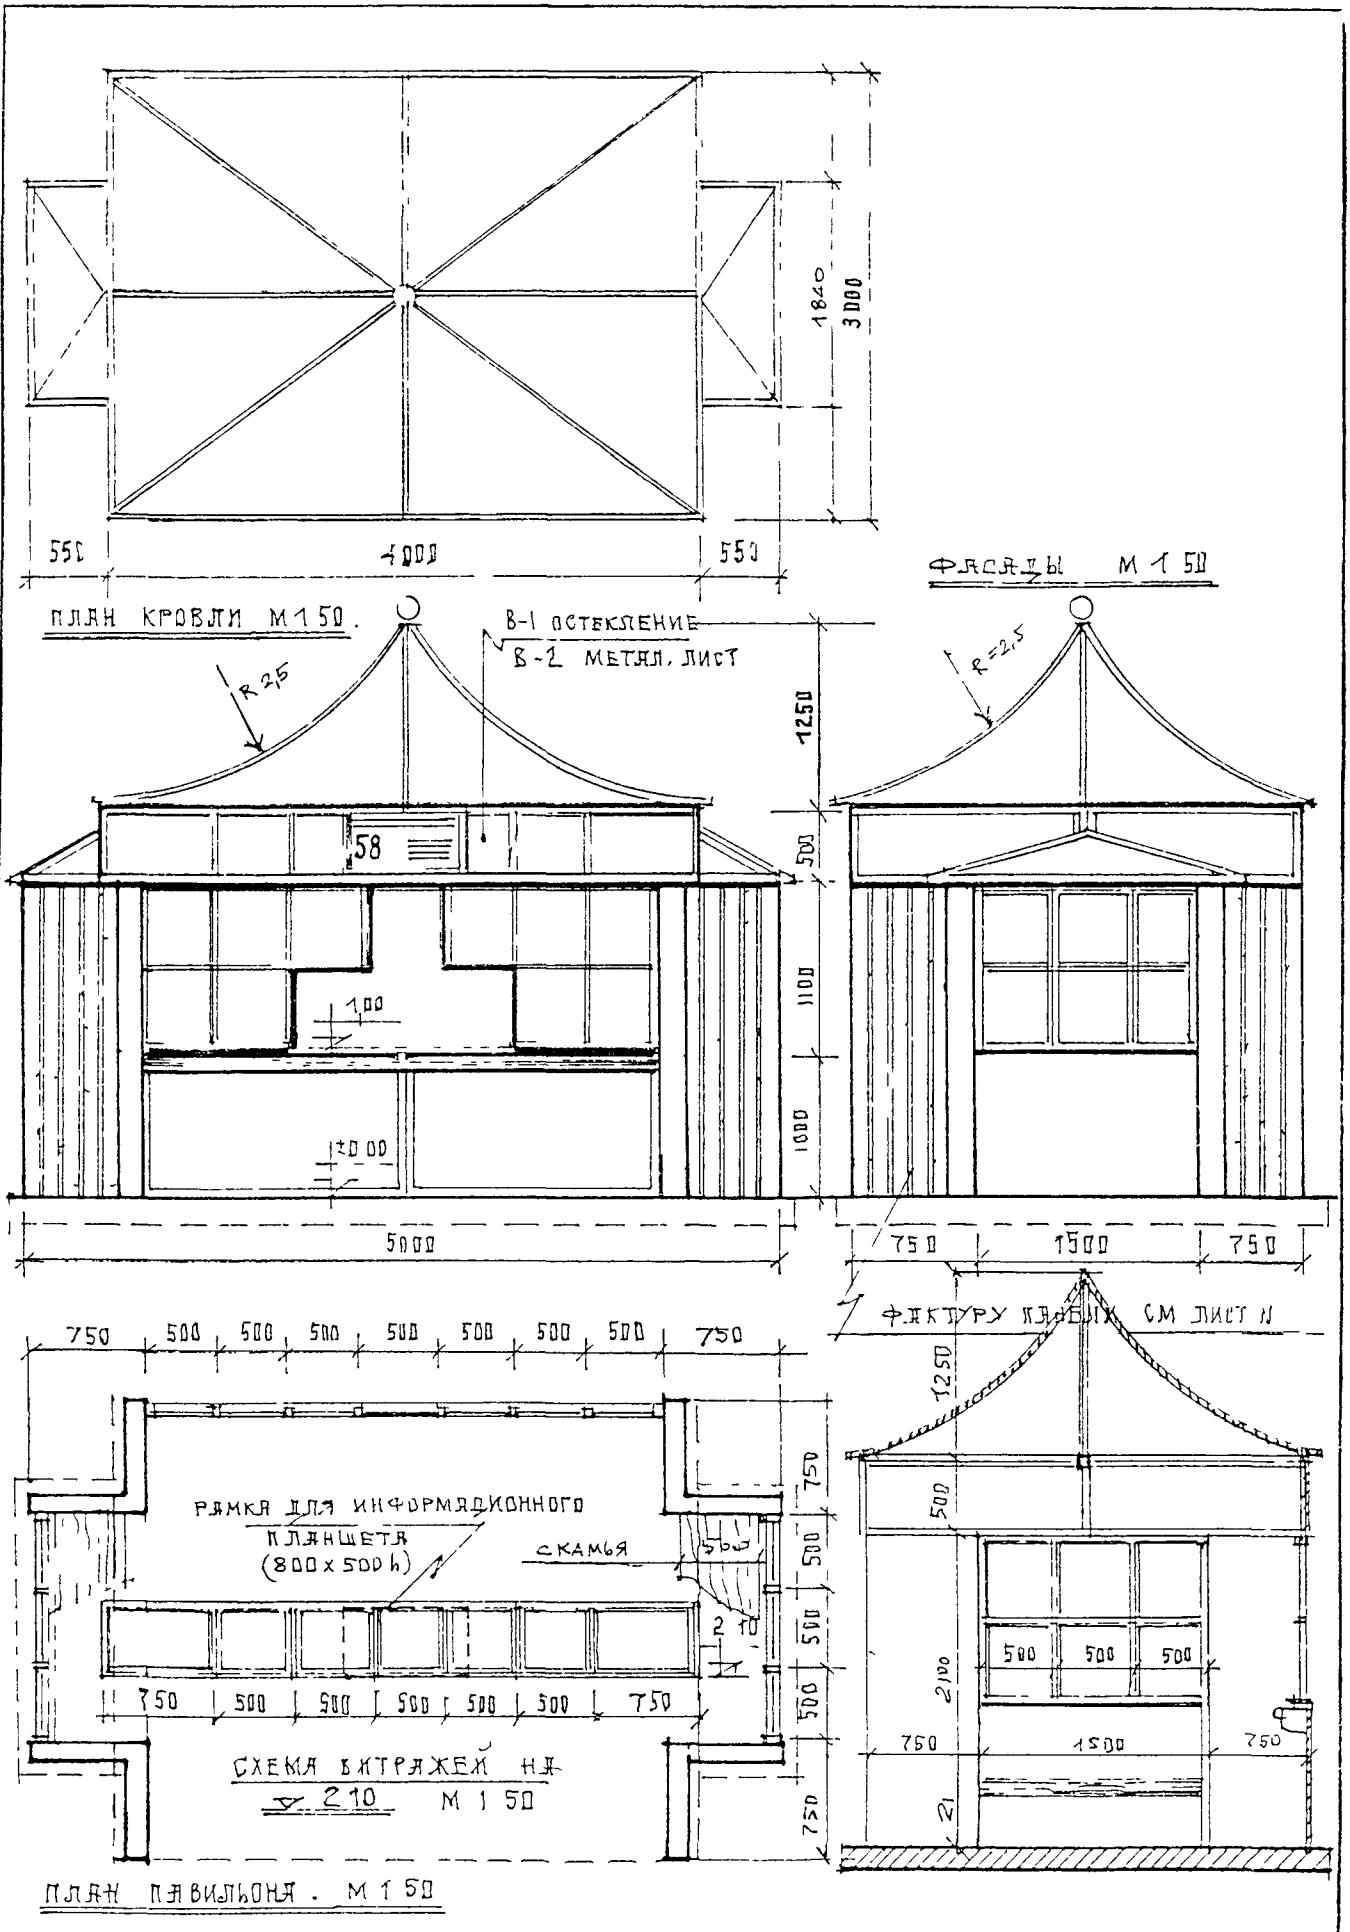 1840
3000
550
4000
550
ПЛАН КРОВЛИ М 1 50.
ФАСАДЫ М 1 50
В-1 ОСТЕКЛЕНИЕ
В-2 МЕТАЛ. ЛИСТ
R 2,5
R=2,5
1250
500
1100
1000
58
1,00
±0 00
5000
750 1500 750
ФАКТУРУ ПАНЕЛИ СМ ЛИСТ N
750 500 500 500 500 500 500 500 750
РАМКА ДЛЯ ИНФОРМАЦИОННОГО
ПЛАНШЕТА
(800 х 500 h)
СКАМЬЯ
500
2 10
750
500
500
500
750
750 500 500 500 500 500 750
СХЕМА ВИТРАЖЕЙ НА
2 10 М 1 50
ПЛАН ПАВИЛЬОНА. М 1 50
1250
500
2100
500 500 500
750 1500 750